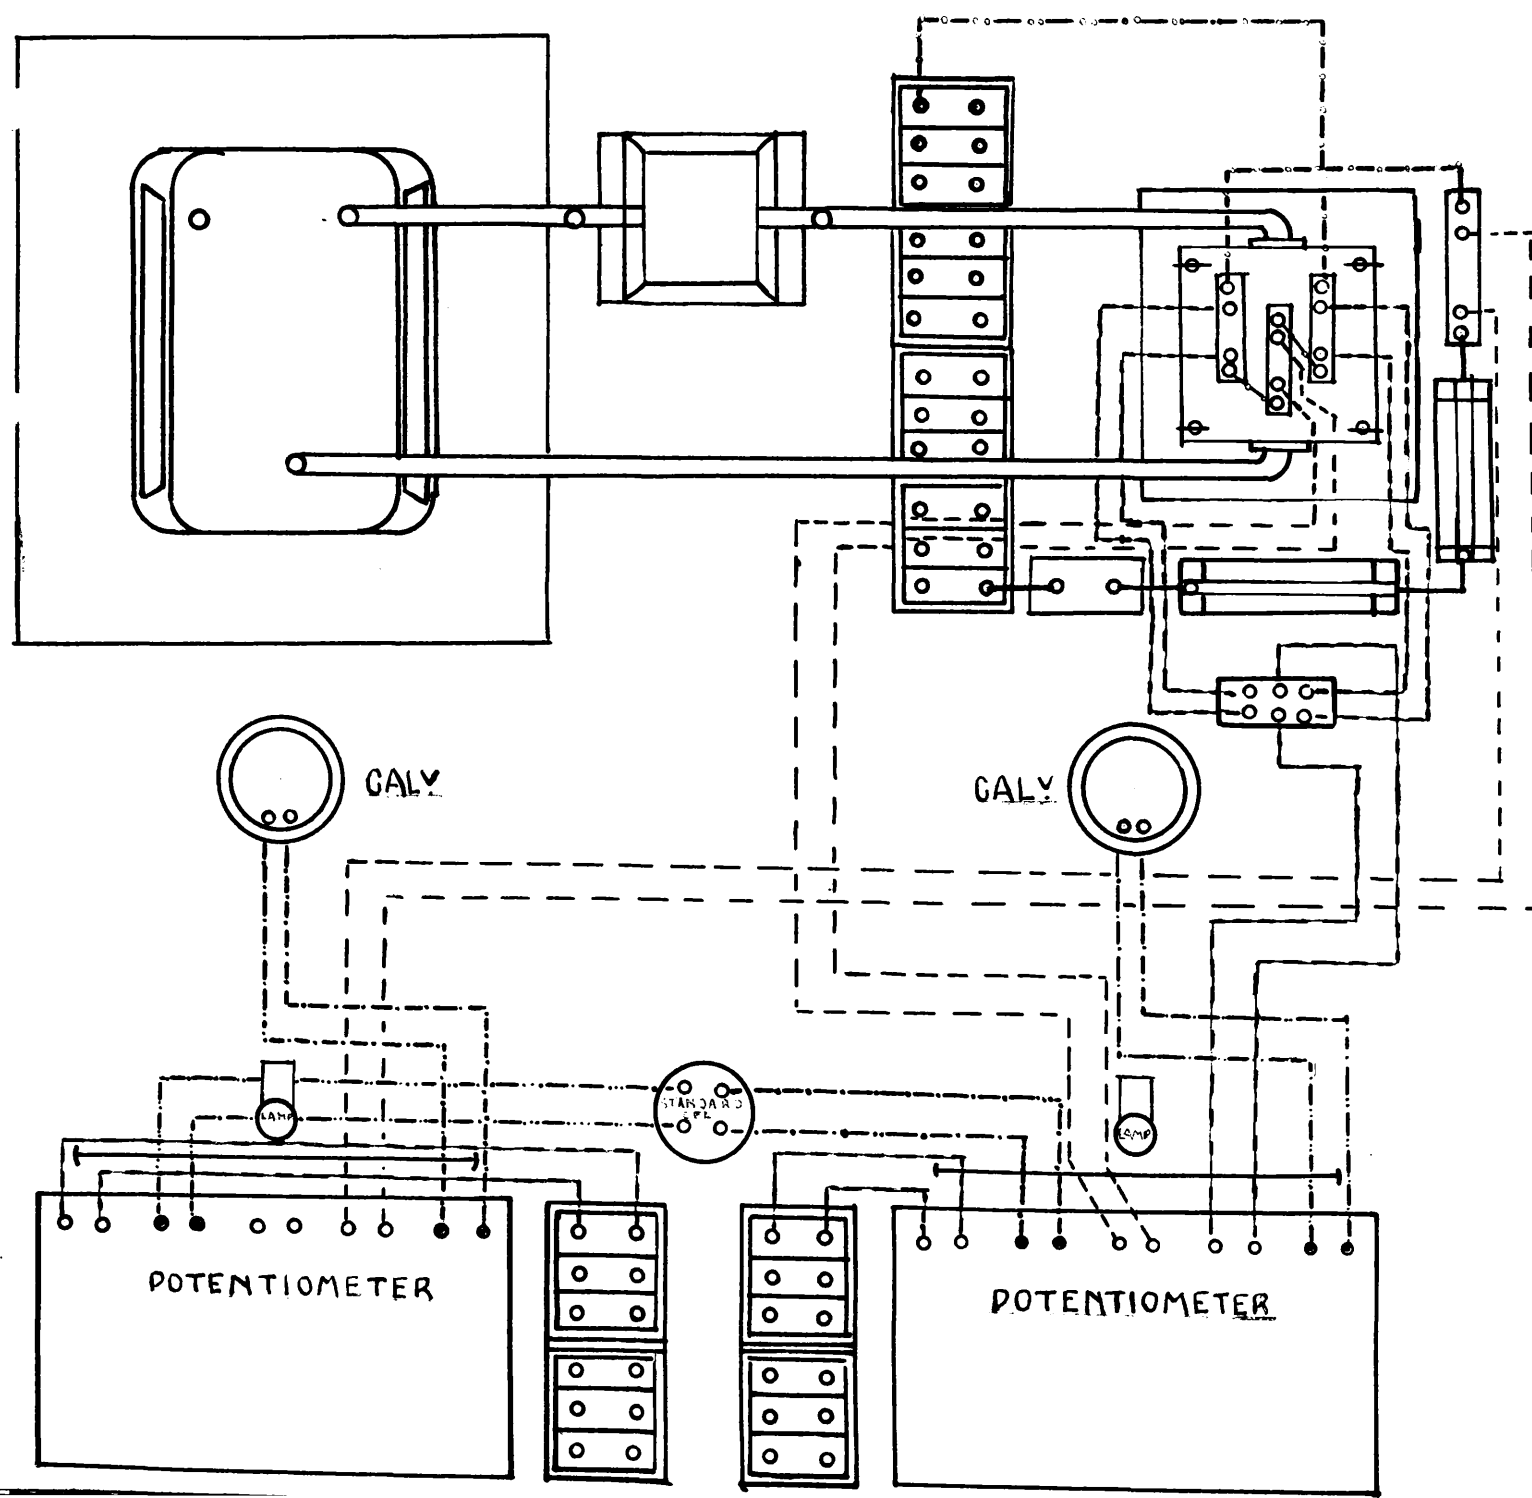 GALV
GALV
LAMP
STANDARD
CEL
LAMP
POTENTIOMETER
POTENTIOMETER